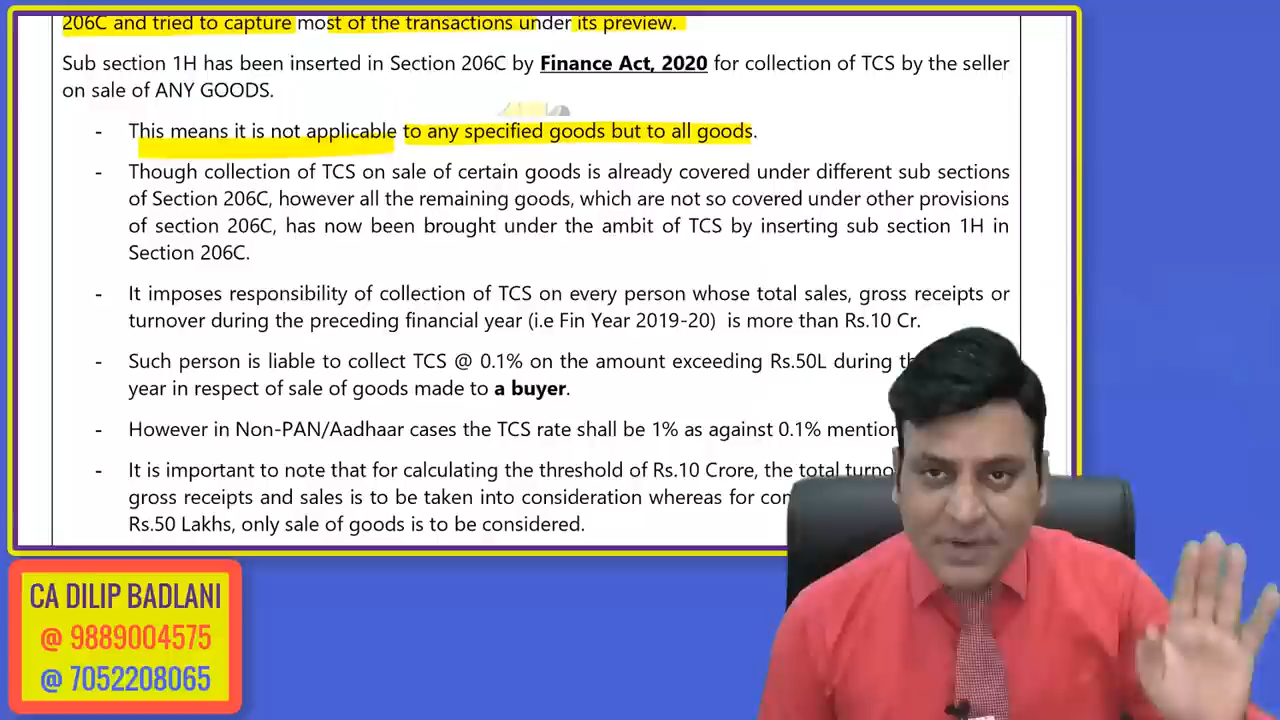 206C and tried to capture most of the transactions under its preview.
Sub section 1H has been inserted in Section 206C by Finance Act, 2020 for collection of TCS by the seller
on sale of ANY GOODS.
- This means it is not applicable to any specified goods but to all goods.
- Though collection of TCS on sale of certain goods is already covered under different sub sections
of Section 206C, however all the remaining goods, which are not so covered under other provisions
of section 206C, has now been brought under the ambit of TCS by inserting sub section 1H in
Section 206C.
- It imposes responsibility of collection of TCS on every person whose total sales, gross receipts or
turnover during the preceding financial year (i.e Fin Year 2019-20) is more than Rs.10 Cr.
- Such person is liable to collect TCS @ 0.1% on the amount exceeding Rs.50L during
year in respect of sale of goods made to a buyer.
- However in Non-PAN/Aadhaar cases the TCS rate shall be 1% as against 0.1%
- It is important to note that for calculating the threshold of Rs.10 Crore, the total
gross receipts and sales is to be taken into consideration whereas for
Rs.50 Lakhs, only sale of goods is to be considered.
CA DILIP BADLANI
@ 9889004575
@ 7052208065